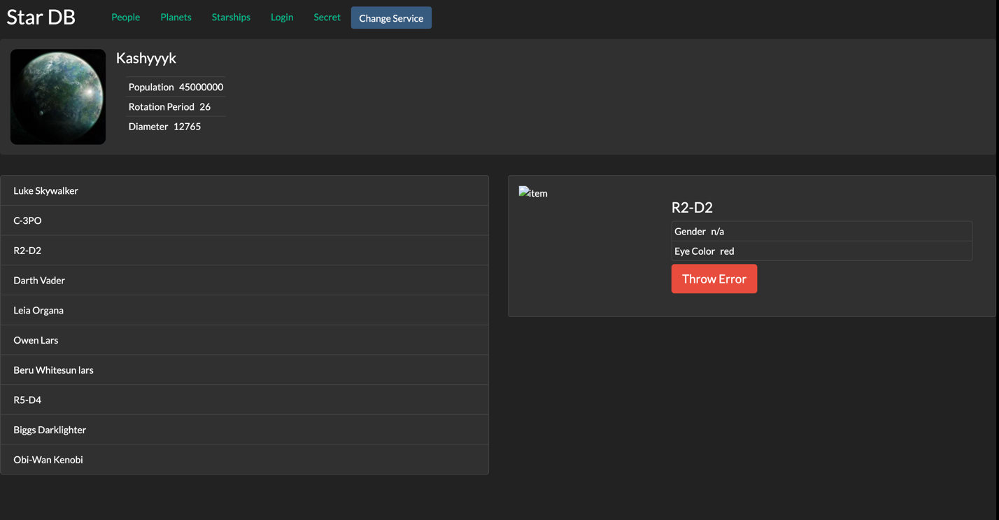 Star DB
People Planets Starships Login Secret Change Service
Kashyyyk
Population 45000000
Rotation Period 26
Diameter 12765
Luke Skywalker
C-3PO
R2-D2
Darth Vader
Leia Organa
Owen Lars
Beru Whitesun lars
R5-D4
Biggs Darklighter
Obi-Wan Kenobi
item
R2-D2
Gender n/a
Eye Color red
Throw Error